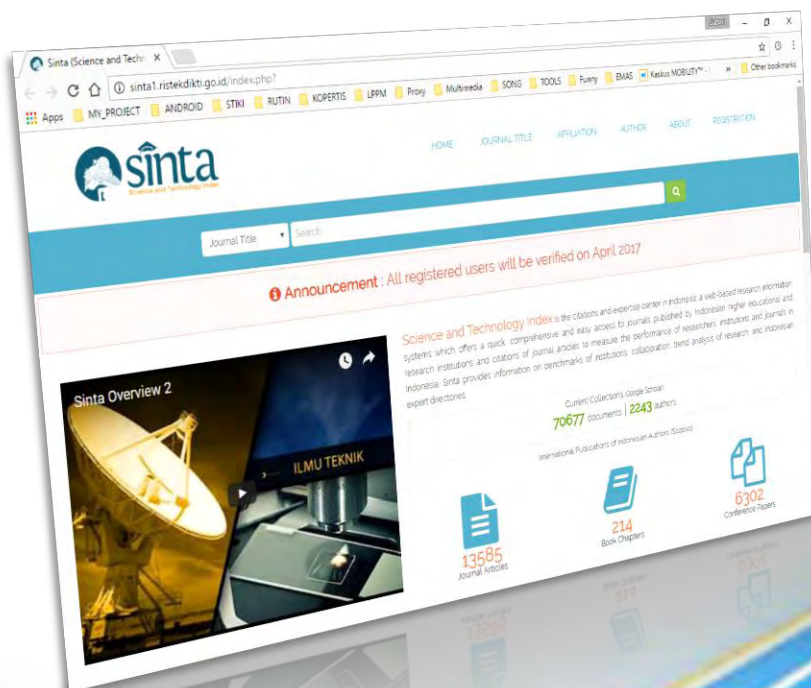 Sinta (Science and Techn
sinta1.ristekdikti.go.id/index.php?
Apps MY_PROJECT ANDROID STIKI RUTIN KOPERTIS LPPM Proxy Multimedia SONG TOOLS Funny EMAS Kaskus MOBILITY™ - » Other bookmarks
sinta
Science and Technology Index
HOME JOURNAL TITLE AFFILIATION AUTHOR ABOUT REGISTRATION
Journal Title Search
Announcement : All registered users will be verified on April 2017
Sinta Overview 2
ILMU TEKNIK
Science and Technology Index is the citations and expertise center in Indonesia, a web-based research information
systems which offers a quick, comprehensive and easy access to journals published by Indonesian higher educational and
research institutions and citations of journal articles to measure the performance of researchers, institutions and journals in
Indonesia. Sinta provides information on benchmarks of institutions, collaboration, trend analysis of research and Indonesian
expert directories.
Current Collections (Google Scholar)
70677 documents | 2243 authors
International Publications of Indonesian Authors (Scopus)
13585
Journal Articles
214
Book Chapters
6302
Conference Papers